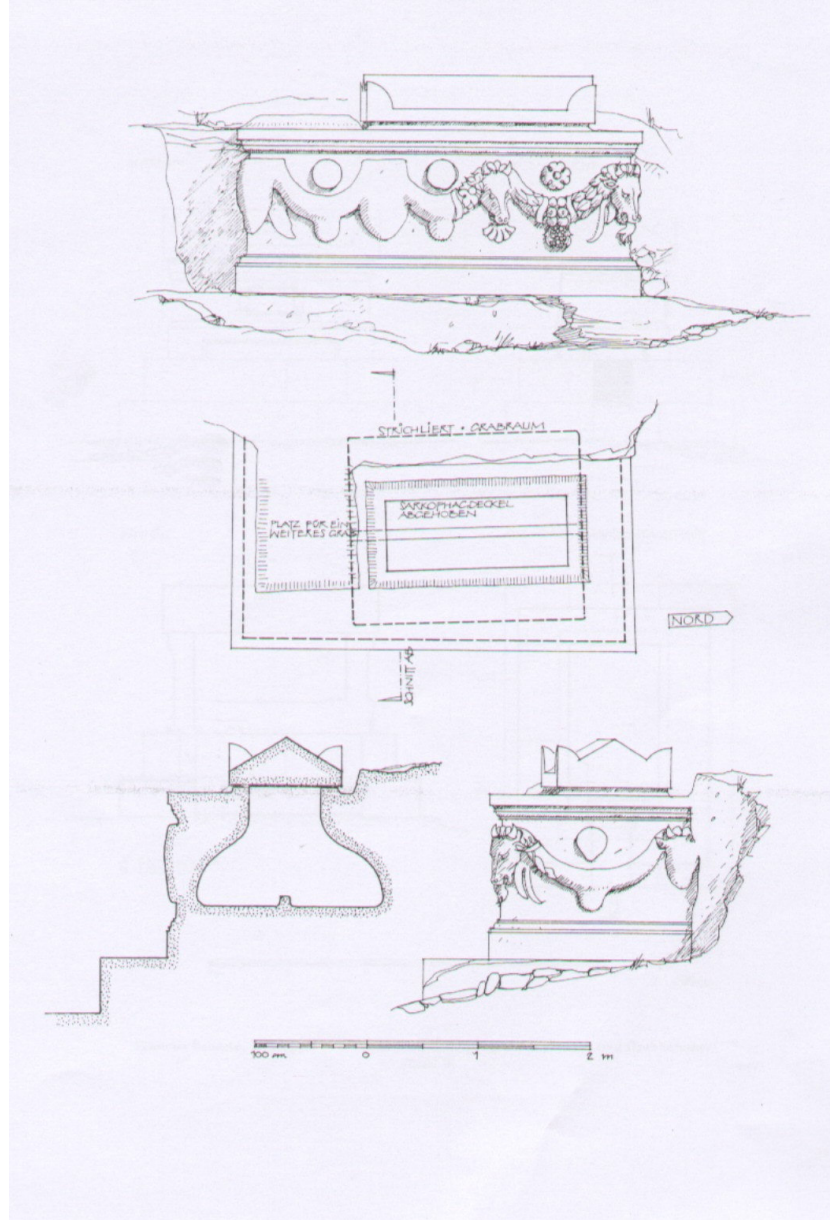 STRICHLIERT • GRABRAUM
SARKOPHAGDECKEL
ABGEHOBEN
PLATZ FÜR EIN
WEITERES GRAB
NORD
SCHNITT AB
100 cm 0 1 2 m